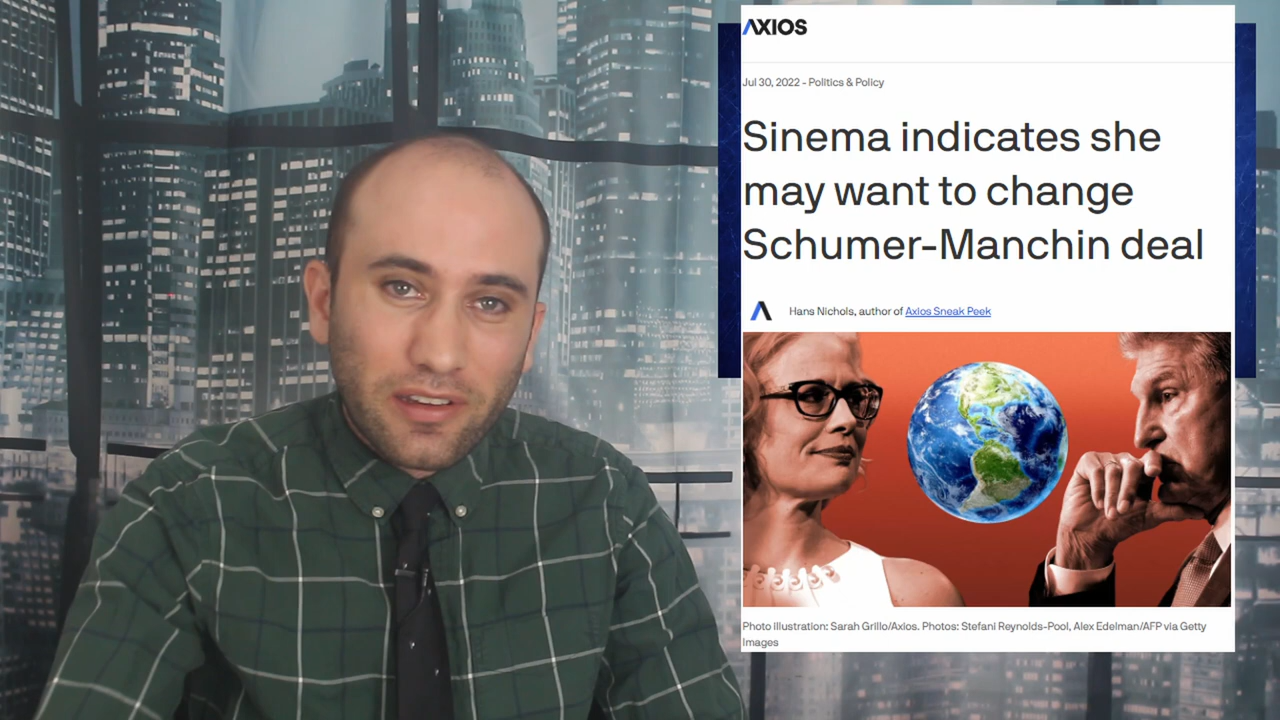 AXIOS
Jul 30, 2022 - Politics & Policy
Sinema indicates she
may want to change
Schumer-Manchin deal
Hans Nichols, author of Axios Sneak Peek
Photo illustration: Sarah Grillo/Axios. Photos: Stefani Reynolds-Pool, Alex Edelman/AFP via Getty
Images